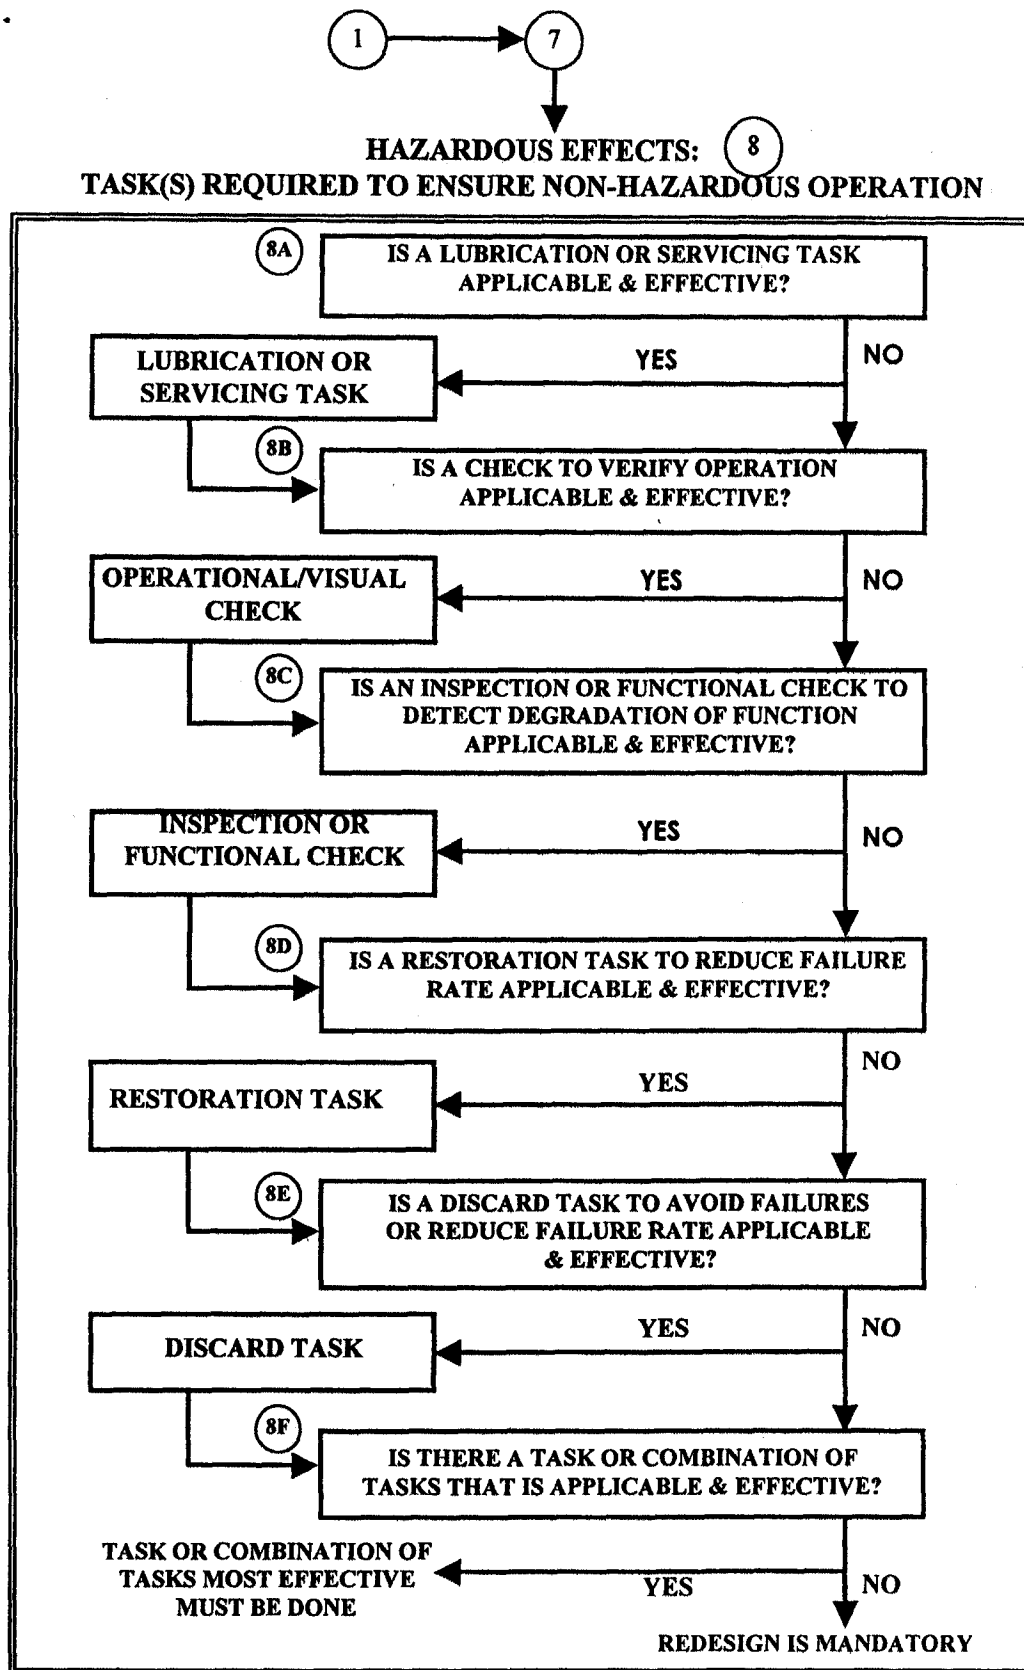 1
7
HAZARDOUS EFFECTS: 8
TASK(S) REQUIRED TO ENSURE NON-HAZARDOUS OPERATION
8A
IS A LUBRICATION OR SERVICING TASK
APPLICABLE & EFFECTIVE?
YES
NO
LUBRICATION OR
SERVICING TASK
8B
IS A CHECK TO VERIFY OPERATION
APPLICABLE & EFFECTIVE?
YES
NO
OPERATIONAL/VISUAL
CHECK
8C
IS AN INSPECTION OR FUNCTIONAL CHECK TO
DETECT DEGRADATION OF FUNCTION
APPLICABLE & EFFECTIVE?
YES
NO
INSPECTION OR
FUNCTIONAL CHECK
8D
IS A RESTORATION TASK TO REDUCE FAILURE
RATE APPLICABLE & EFFECTIVE?
YES
NO
RESTORATION TASK
8E
IS A DISCARD TASK TO AVOID FAILURES
OR REDUCE FAILURE RATE APPLICABLE
& EFFECTIVE?
YES
NO
DISCARD TASK
8F
IS THERE A TASK OR COMBINATION OF
TASKS THAT IS APPLICABLE & EFFECTIVE?
YES
NO
TASK OR COMBINATION OF
TASKS MOST EFFECTIVE
MUST BE DONE
REDESIGN IS MANDATORY